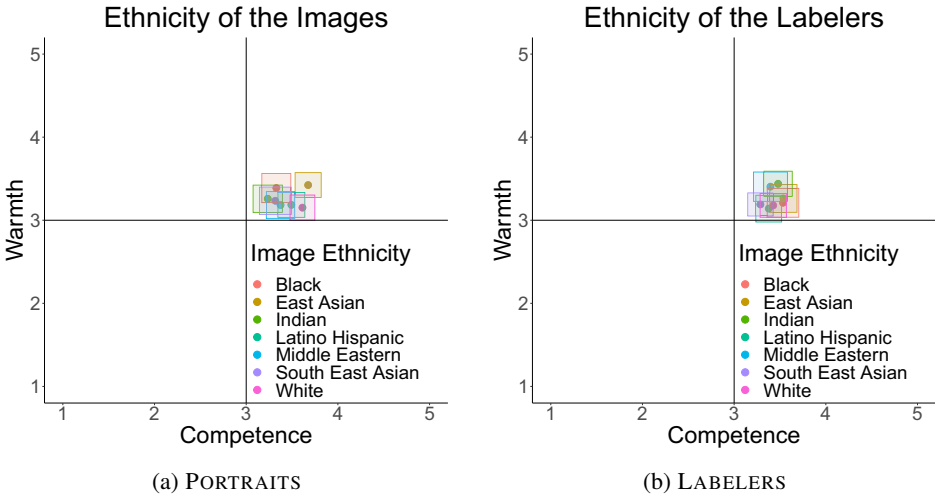 Ethnicity of the Images
5
4
3
2
1
Warmth
1 2 3 4 5
Competence
Image Ethnicity
Black
East Asian
Indian
Latino Hispanic
Middle Eastern
South East Asian
White
(a) PORTRAITS
Ethnicity of the Labelers
5
4
3
2
1
Warmth
1 2 3 4 5
Competence
Image Ethnicity
Black
East Asian
Indian
Latino Hispanic
Middle Eastern
South East Asian
White
(b) LABELERS